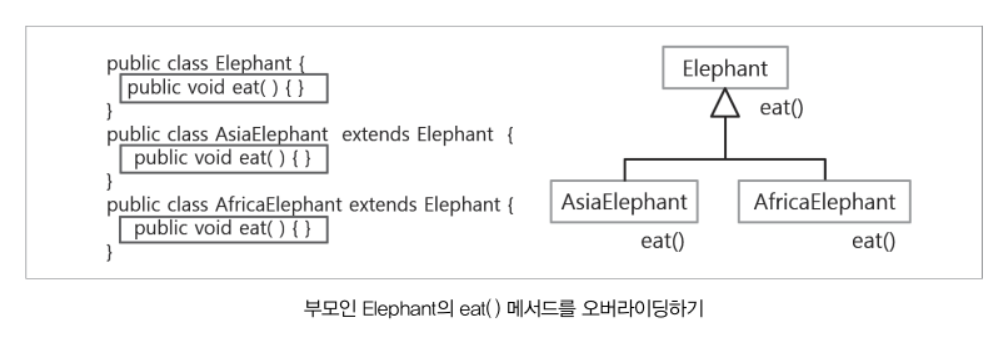 public class Elephant {
public void eat( ) { }
}
public class AsiaElephant extends Elephant {
public void eat( ) { }
}
public class AfricaElephant extends Elephant {
public void eat( ) { }
}
Elephant
eat()
AsiaElephant
AfricaElephant
eat()
eat()
부모인 Elephant의 eat( ) 메서드를 오버라이딩하기